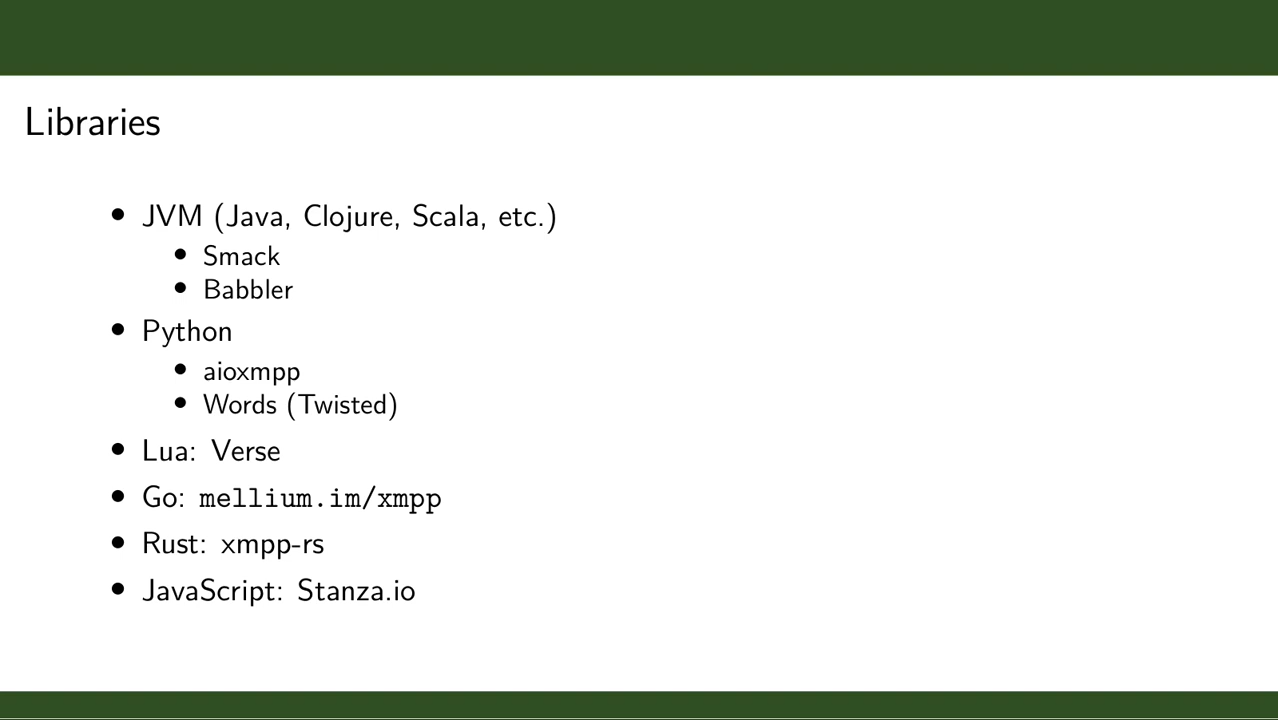 Libraries
• JVM (Java, Clojure, Scala, etc.)
• Smack
• Babbler
• Python
• aioxmpp
• Words (Twisted)
• Lua: Verse
• Go: mellium.im/xmpp
• Rust: xmpp-rs
• JavaScript: Stanza.io